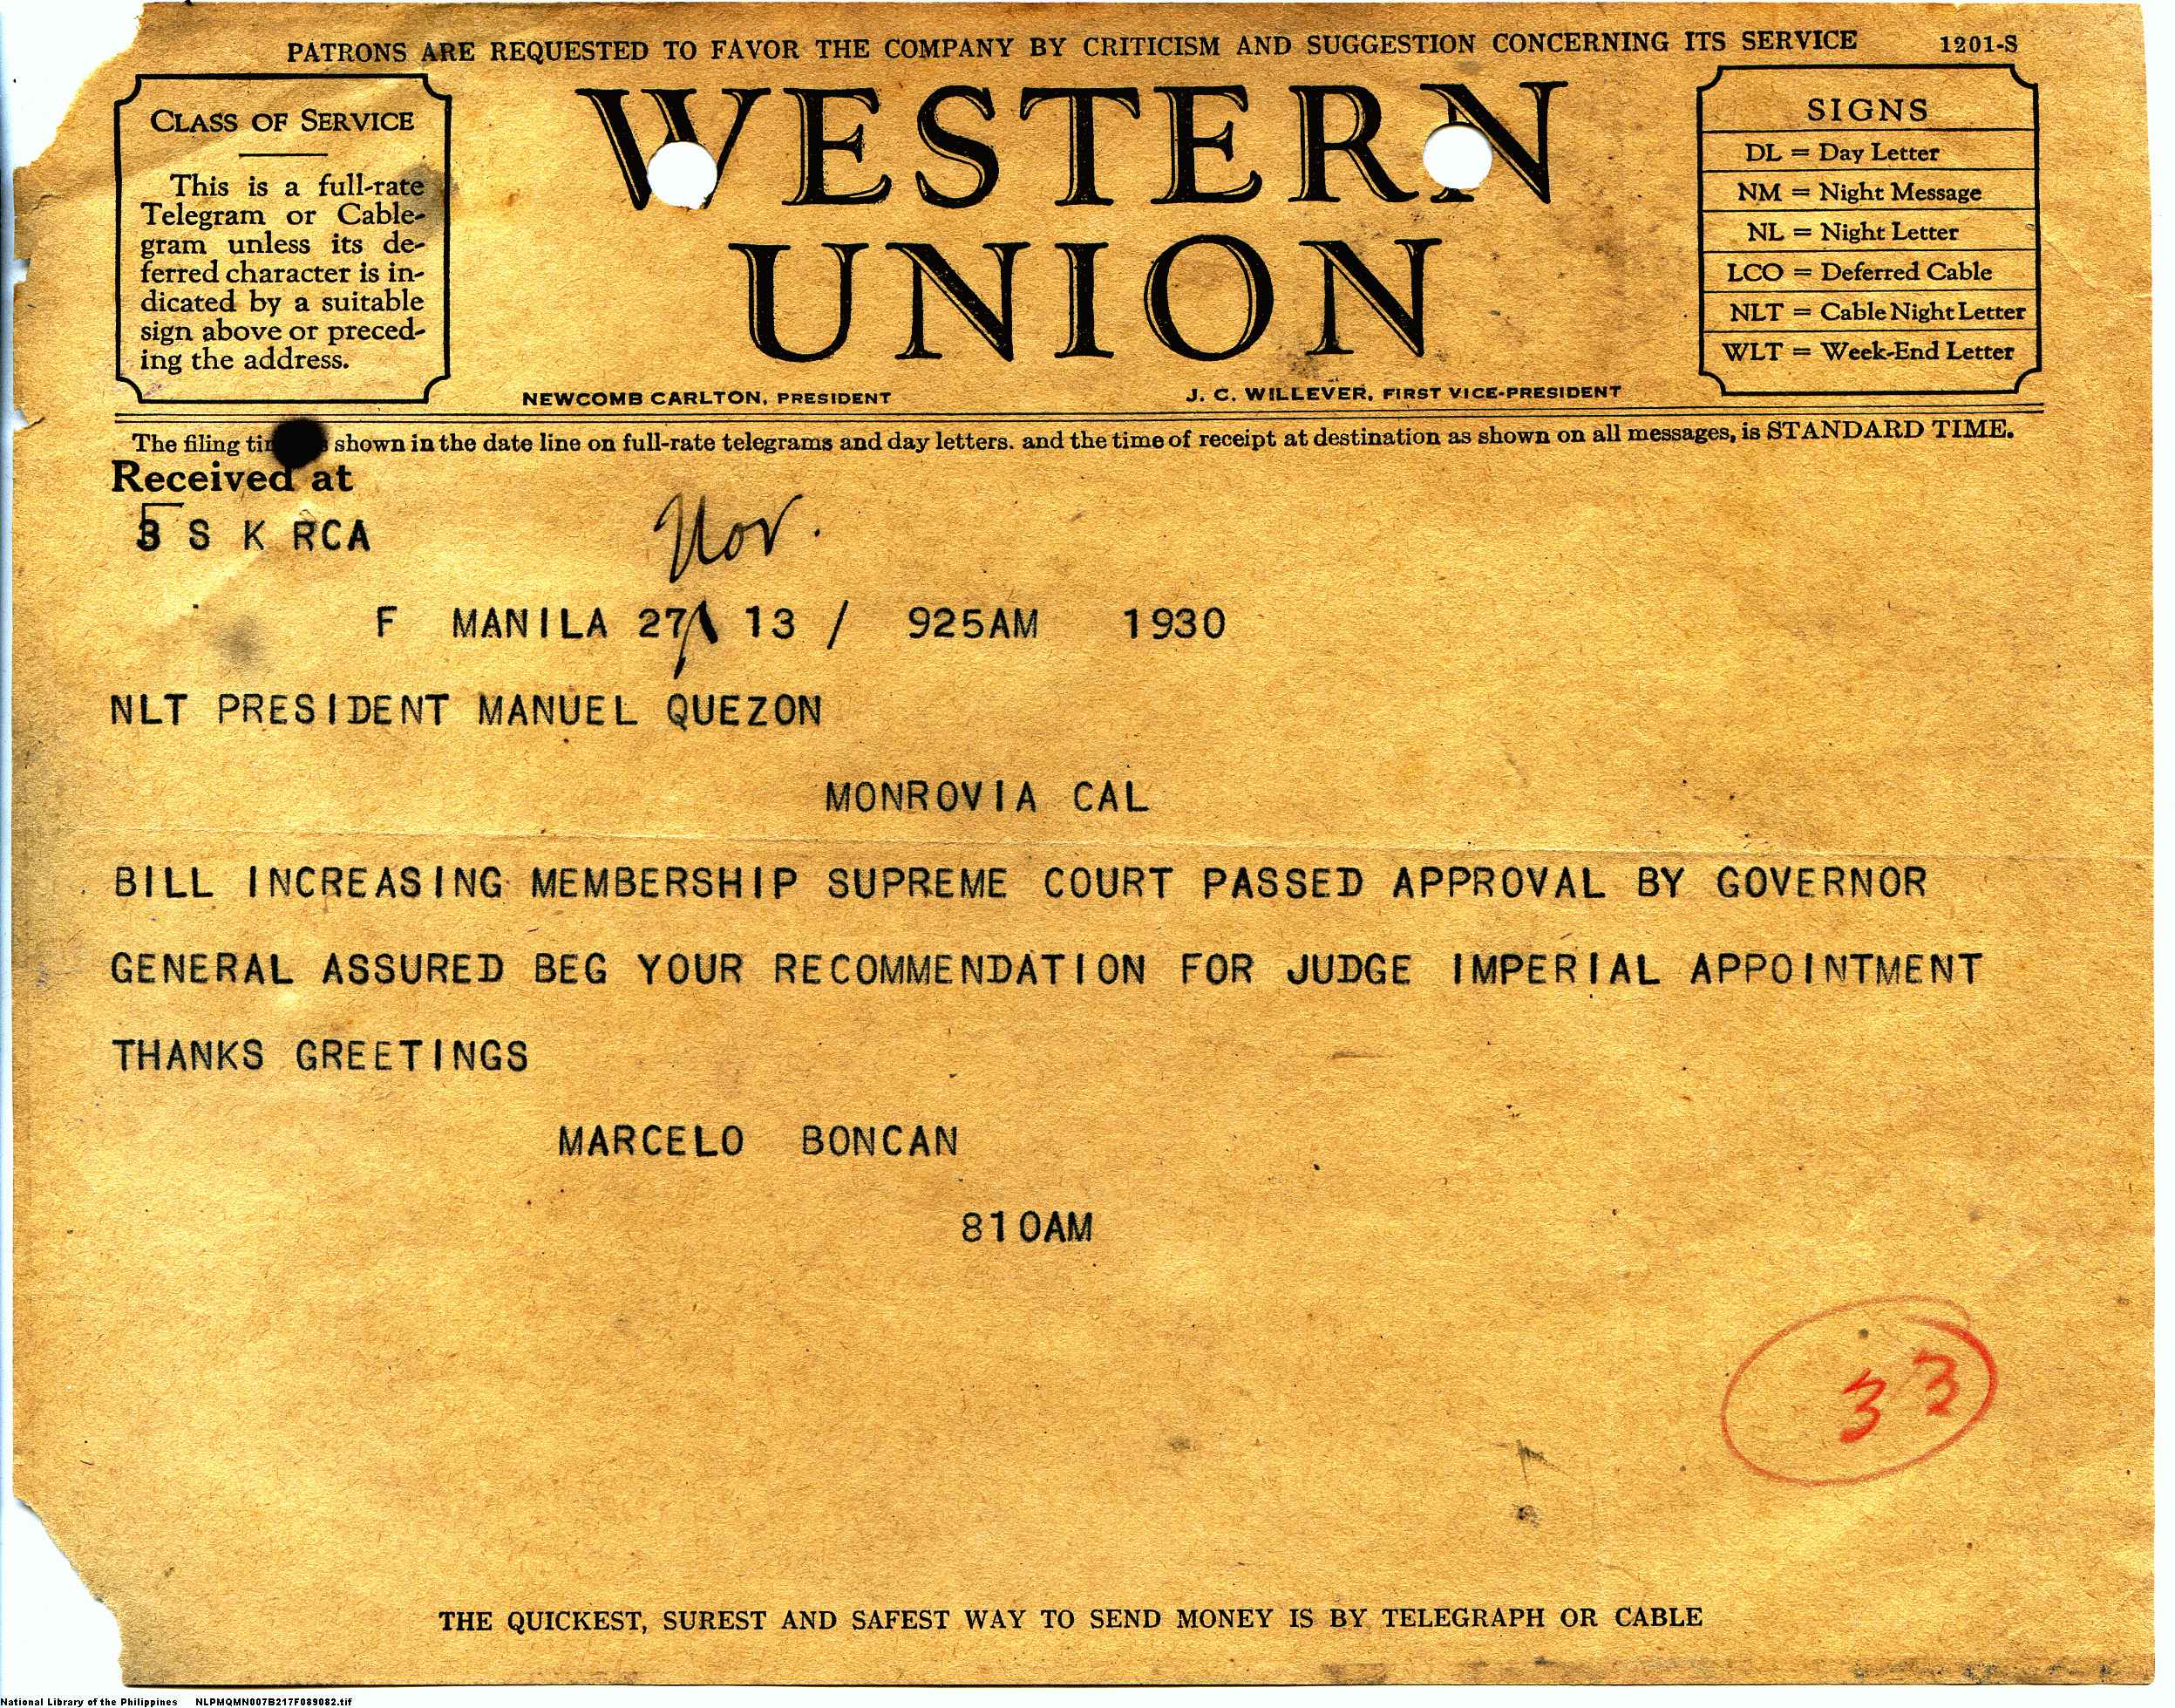 PATRONS ARE REQUESTED TO FAVOR THE COMPANY BY CRITICISM AND SUGGESTION CONCERNING ITS SERVICE 1201-S
CLASS OF SERVICE
This is a full-rate
Telegram or Cable-
gram unless its de-
ferred character is in-
dicated by a suitable
sign above or preced-
ing the address.
WESTERN
UNION
NEWCOMB CARLTON, PRESIDENT
J. C. WILLEVER, FIRST VICE-PRESIDENT
SIGNS
DL = Day Letter
NM = Night Message
NL = Night Letter
LCO = Deferred Cable
NLT = Cable Night Letter
WLT = Week-End Letter
The filing shown in the date line on full-rate telegrams and day letters, and the time of receipt at destination as shown on all messages, is STANDARD TIME.
Received at
S K RCA
Nov.
F MANILA 27 13 / 925AM 1930
NLT PRESIDENT MANUEL QUEZON
MONROVIA CAL
BILL INCREASING MEMBERSHIP SUPREME COURT PASSED APPROVAL BY GOVERNOR
GENERAL ASSURED BEG YOUR RECOMMENDATION FOR JUDGE IMPERIAL APPOINTMENT
THANKS GREETINGS
MARCELO BONCAN
810AM
33
THE QUICKEST, SUREST AND SAFEST WAY TO SEND MONEY IS BY TELEGRAPH OR CABLE
National Library of the Philippines NLPMQMN007B217F089082.tif